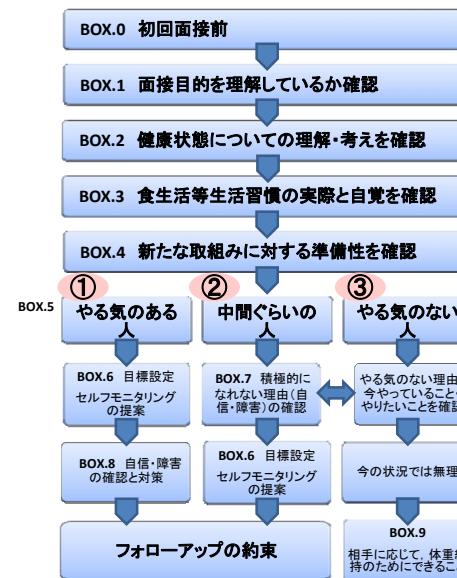 BOX.0 初回面接前
BOX.1 面接目的を理解しているか確認
BOX.2 健康状態についての理解・考えを確認
BOX.3 食生活等生活習慣の実際と自覚を確認
BOX.4 新たな取組みに対する準備性を確認
BOX.5
①
やる気のある
人
②
中間ぐらいの
人
③
やる気のない
人
BOX.6 目標設定
セルフモニタリング
の提案
BOX.7 積極的に
なれない理由(自
信・障害)の確認
やる気のない理由
今やっていること・
やりたいことを確認
BOX.8 自信・障害
の確認と対策
BOX.6 目標設定
セルフモニタリング
の提案
今の状況では無理
フォローアップの約束
BOX.9
相手に応じて，体重維
持のためにできるこ